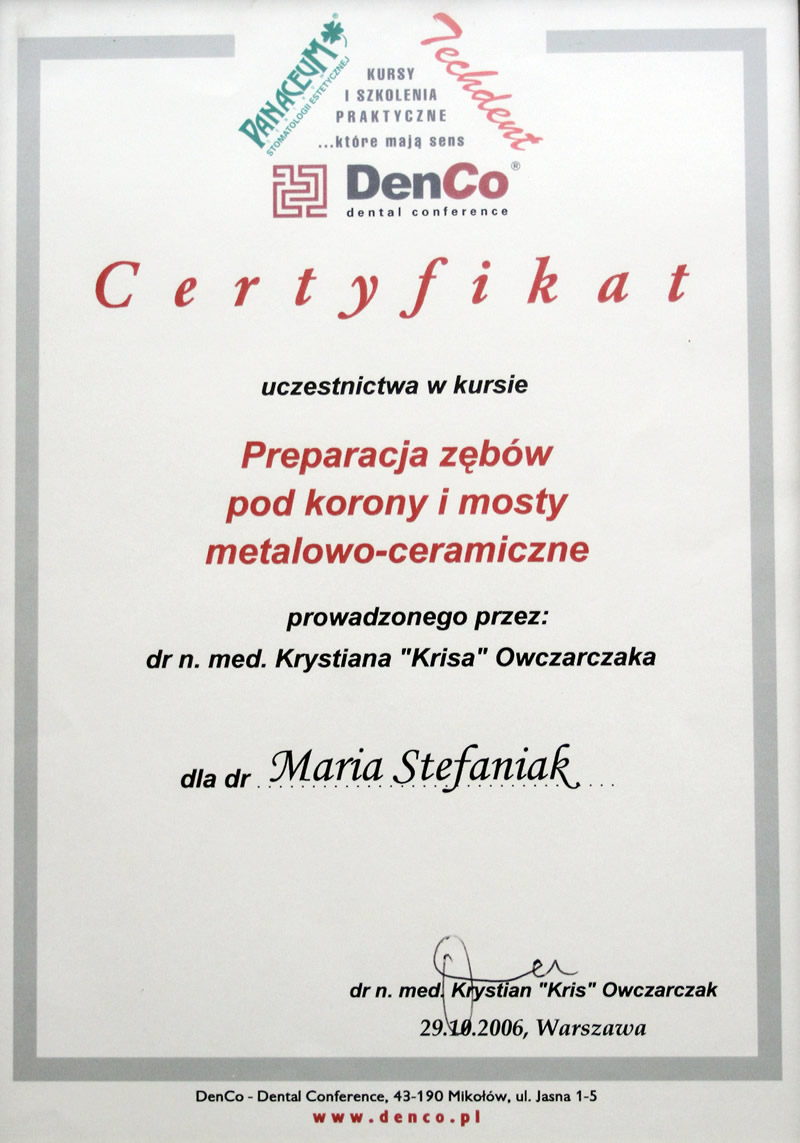 PANACEUM
STOMATOLOGII ESTETYCZNEJ
Techdent
KURSY
I SZKOLENIA
PRAKTYCZNE
...które mają sens
DenCo®
dental conference
Certyfikat
uczestnictwa w kursie
Preparacja zębów
pod korony i mosty
metalowo-ceramiczne
prowadzonego przez:
dr n. med. Krystiana "Krisa" Owczarczaka
dla dr Maria Stefaniak
dr n. med. Krystian "Kris" Owczarczak
29.10.2006, Warszawa
DenCo - Dental Conference, 43-190 Mikołów, ul. Jasna 1-5
www.denco.pl